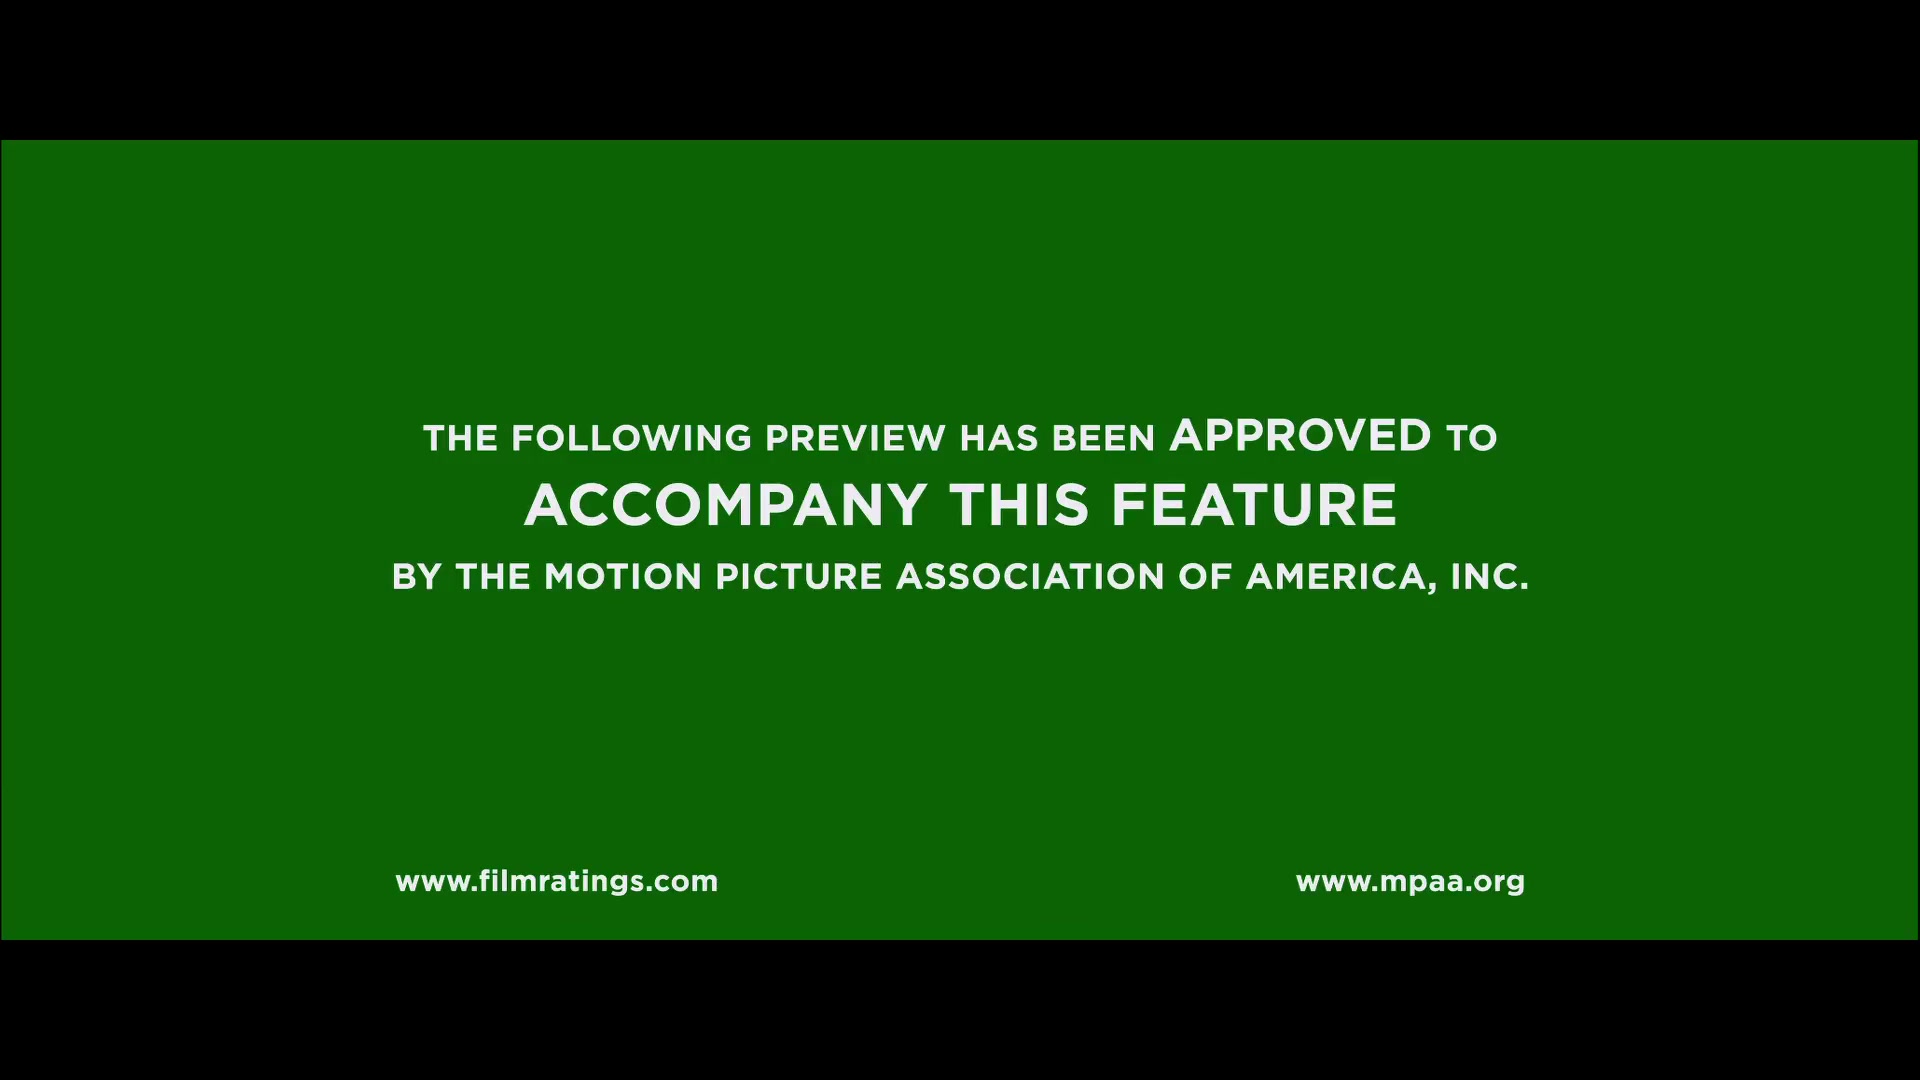 THE FOLLOWING PREVIEW HAS BEEN APPROVED TO
ACCOMPANY THIS FEATURE
BY THE MOTION PICTURE ASSOCIATION OF AMERICA, INC.
www.filmratings.com
www.mpaa.org